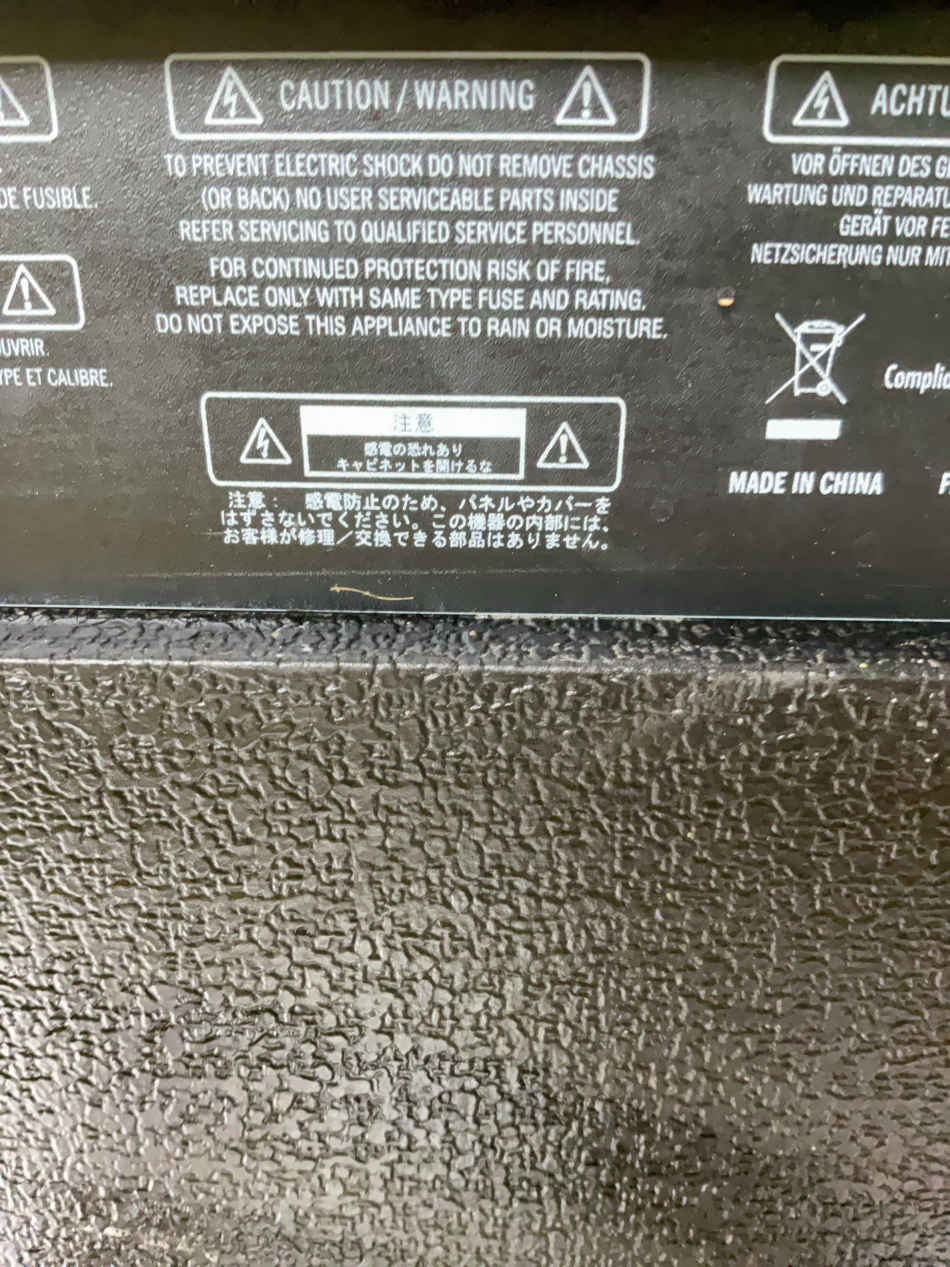 DE FUSIBLE.
OUVRIR.
YPE ET CALIBRE.
CAUTION / WARNING
TO PREVENT ELECTRIC SHOCK DO NOT REMOVE CHASSIS
(OR BACK) NO USER SERVICEABLE PARTS INSIDE
REFER SERVICING TO QUALIFIED SERVICE PERSONNEL.
FOR CONTINUED PROTECTION RISK OF FIRE,
REPLACE ONLY WITH SAME TYPE FUSE AND RATING.
DO NOT EXPOSE THIS APPLIANCE TO RAIN OR MOISTURE.
注意
感電の恐れあり
キャビネットを開けるな
注意： 感電防止のため、パネルやカバーを
はずさないでください。この機器の内部には、
お客様が修理／交換できる部品はありません。
ACHT
VOR ÖFFNEN DES G
WARTUNG UND REPARAT
GERÄT VOR FE
NETZSICHERUNG NUR MIT
Complia
MADE IN CHINA
F